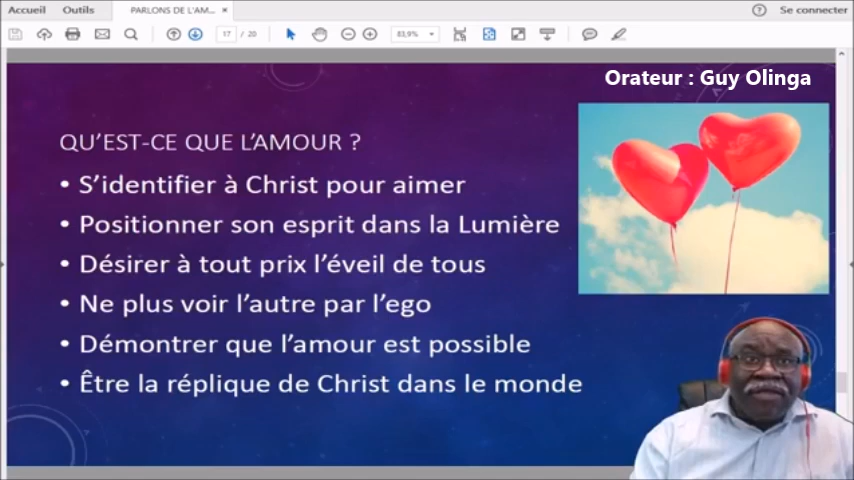 Accueil Outils PARLONS DE L'AM... × Se connecter
17 / 20 83,9%
Orateur : Guy Olinga
QU'EST-CE QUE L'AMOUR ?
• S'identifier à Christ pour aimer
• Positionner son esprit dans la Lumière
• Désirer à tout prix l'éveil de tous
• Ne plus voir l'autre par l'ego
• Démontrer que l'amour est possible
• Être la réplique de Christ dans le monde